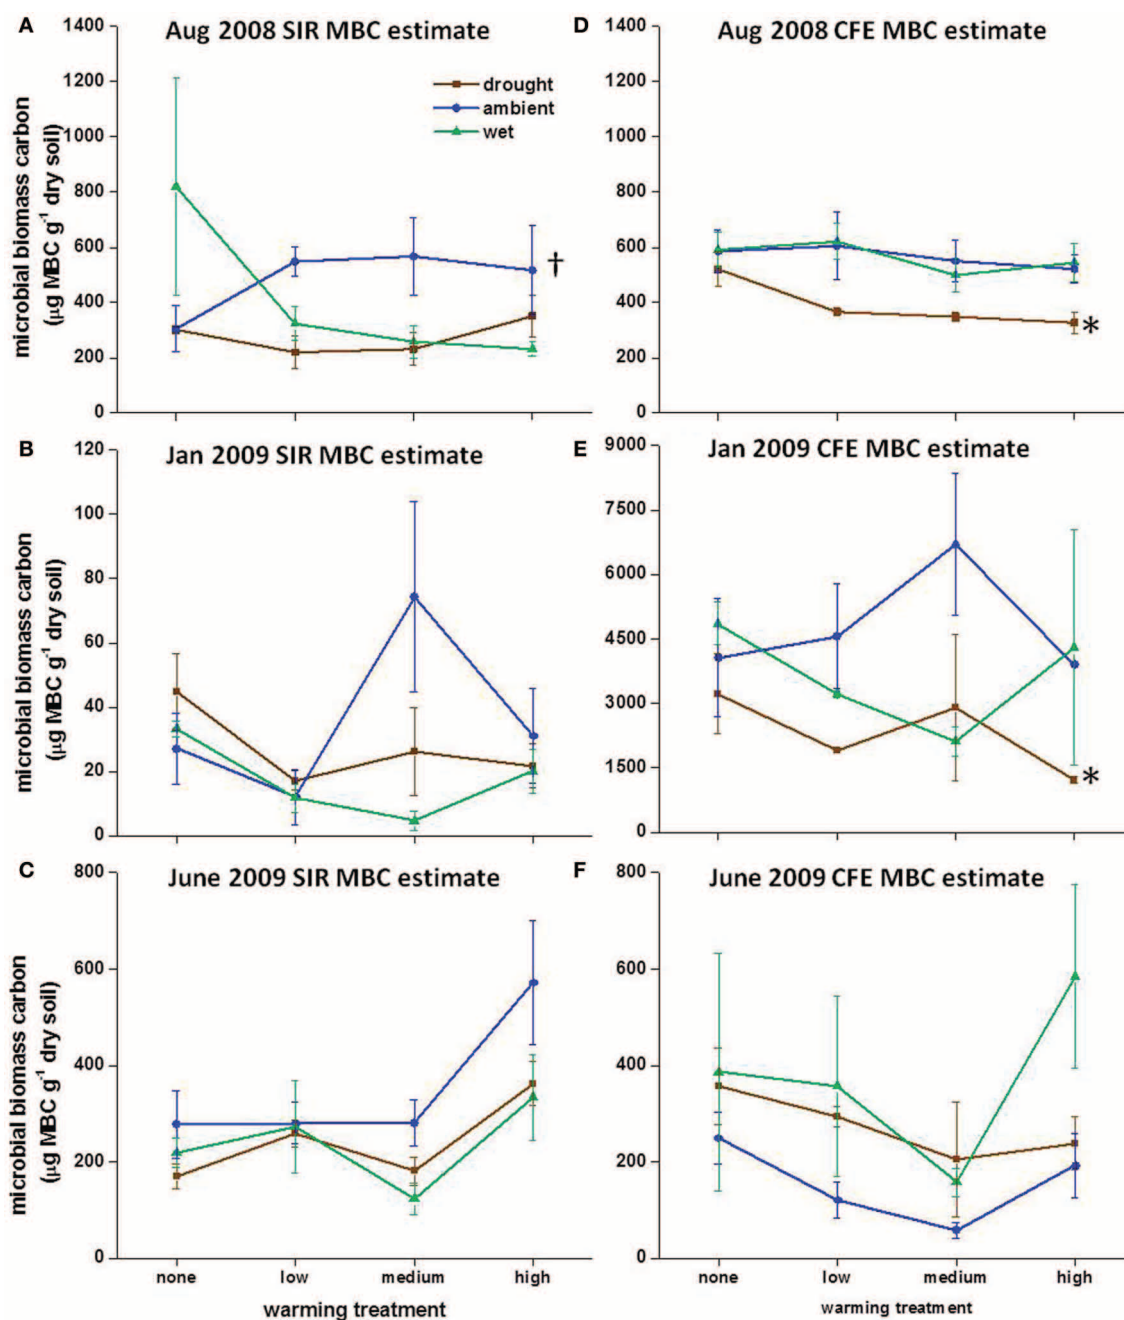 A
Aug 2008 SIR MBC estimate
1400
1200
1000
800
600
400
200
0
microbial biomass carbon
(µg MBC g⁻¹ dry soil)
drought
ambient
wet
†
D
Aug 2008 CFE MBC estimate
1400
1200
1000
800
600
400
200
0
*
B
Jan 2009 SIR MBC estimate
120
100
80
60
40
20
0
microbial biomass carbon
(µg MBC g⁻¹ dry soil)
E
Jan 2009 CFE MBC estimate
9000
7500
6000
4500
3000
1500
0
*
C
June 2009 SIR MBC estimate
800
600
400
200
0
microbial biomass carbon
(µg MBC g⁻¹ dry soil)
none low medium high
warming treatment
F
June 2009 CFE MBC estimate
800
600
400
200
0
none low medium high
warming treatment